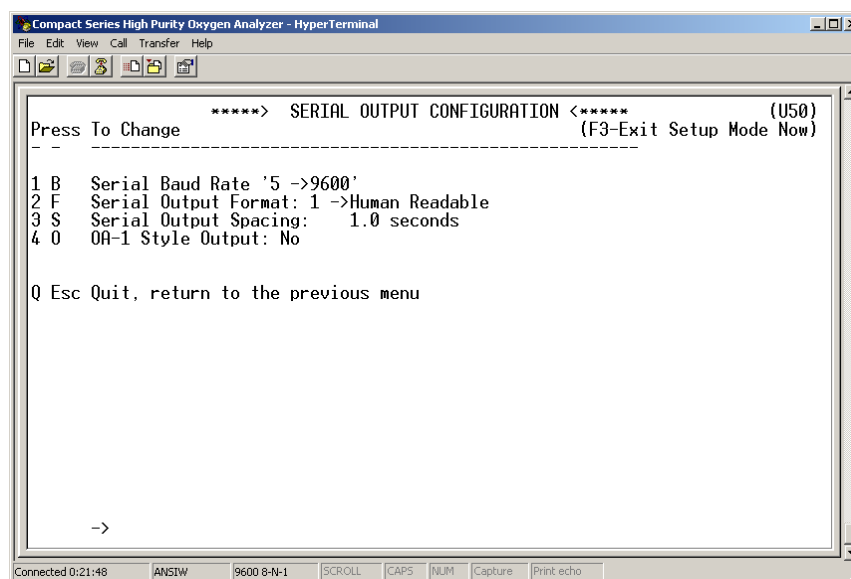 Compact Series High Purity Oxygen Analyzer - HyperTerminal
File Edit View Call Transfer Help
*****> SERIAL OUTPUT CONFIGURATION <***** (U50)
Press To Change (F3-Exit Setup Mode Now)
- - -------------------------------------------------------
1 B Serial Baud Rate '5 ->9600'
2 F Serial Output Format: 1 ->Human Readable
3 S Serial Output Spacing: 1.0 seconds
4 O OA-1 Style Output: No
Q Esc Quit, return to the previous menu
->
Connected 0:21:48 ANSIW 9600 8-N-1 SCROLL CAPS NUM Capture Print echo